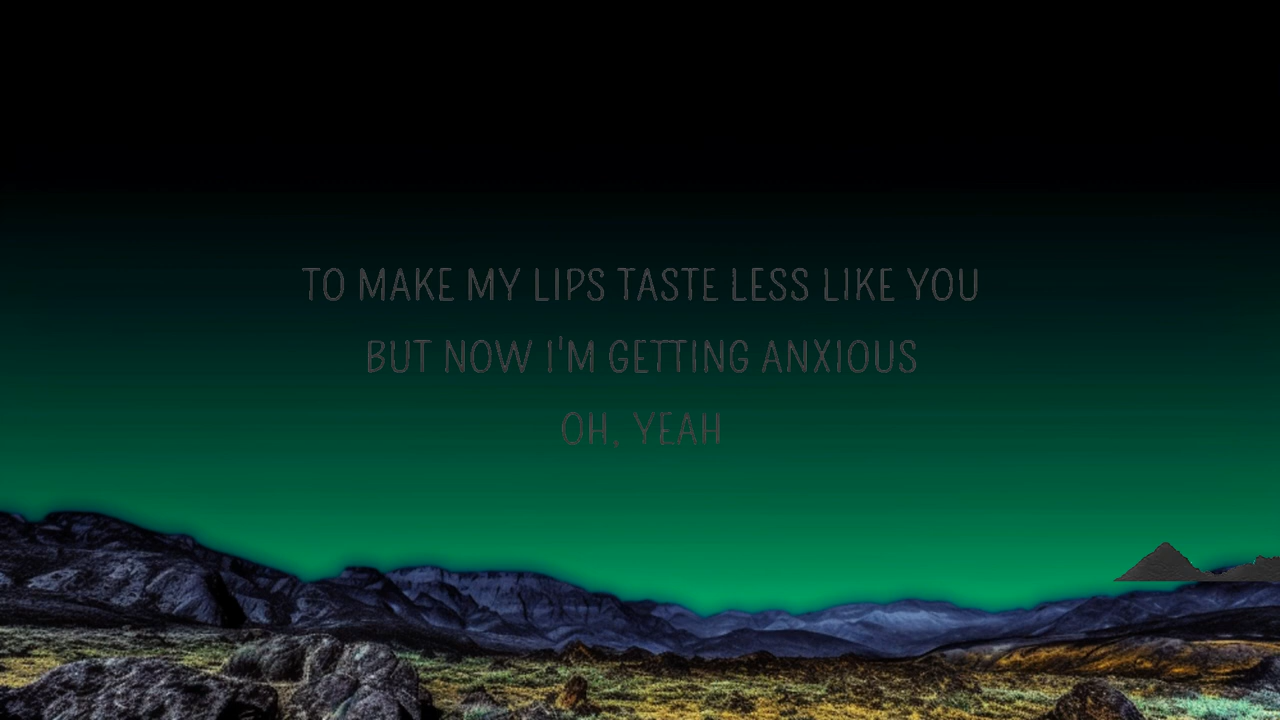 TO MAKE MY LIPS TASTE LESS LIKE YOU
BUT NOW I'M GETTING ANXIOUS
OH, YEAH